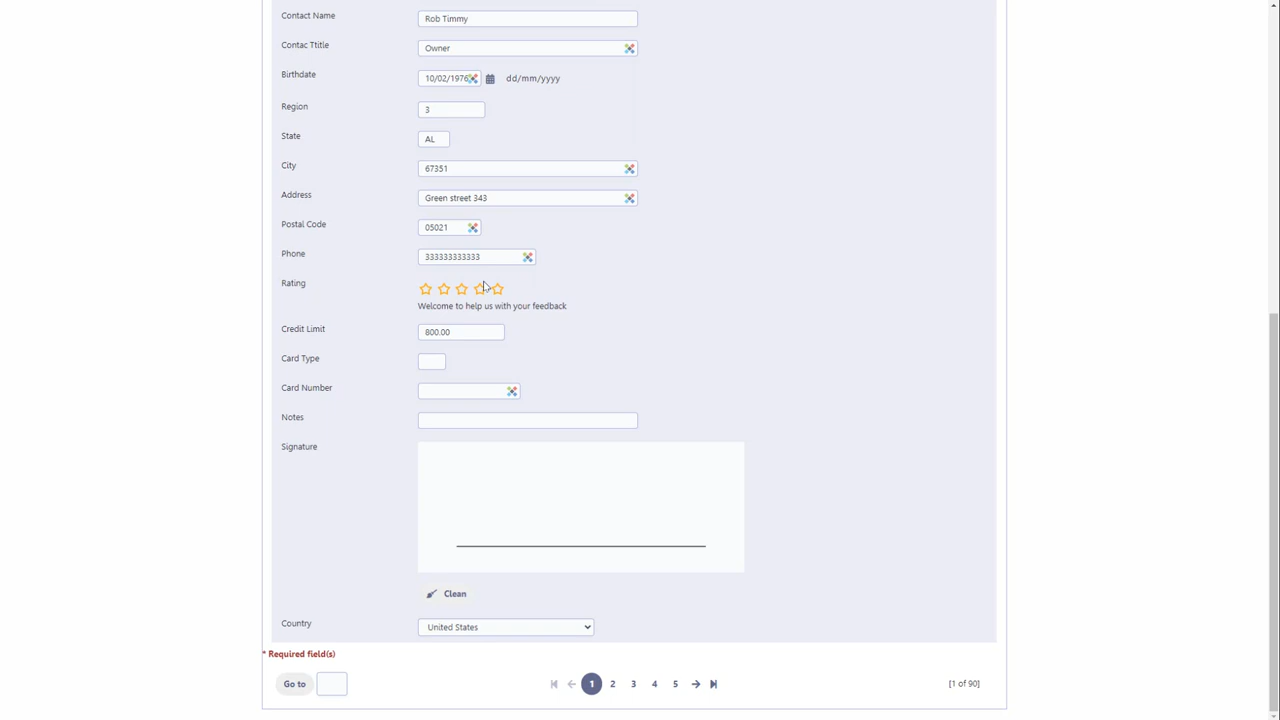 Contact Name Rob Timmy
Contac Ttitle Owner
Birthdate 10/02/1976 dd/mm/yyyy
Region 3
State AL
City 67351
Address Green street 343
Postal Code 05021
Phone 333333333333
Rating
Welcome to help us with your feedback
Credit Limit 800.00
Card Type
Card Number
Notes
Signature
Clean
Country United States
* Required field(s)
Go to 1 2 3 4 5 [1 of 90]